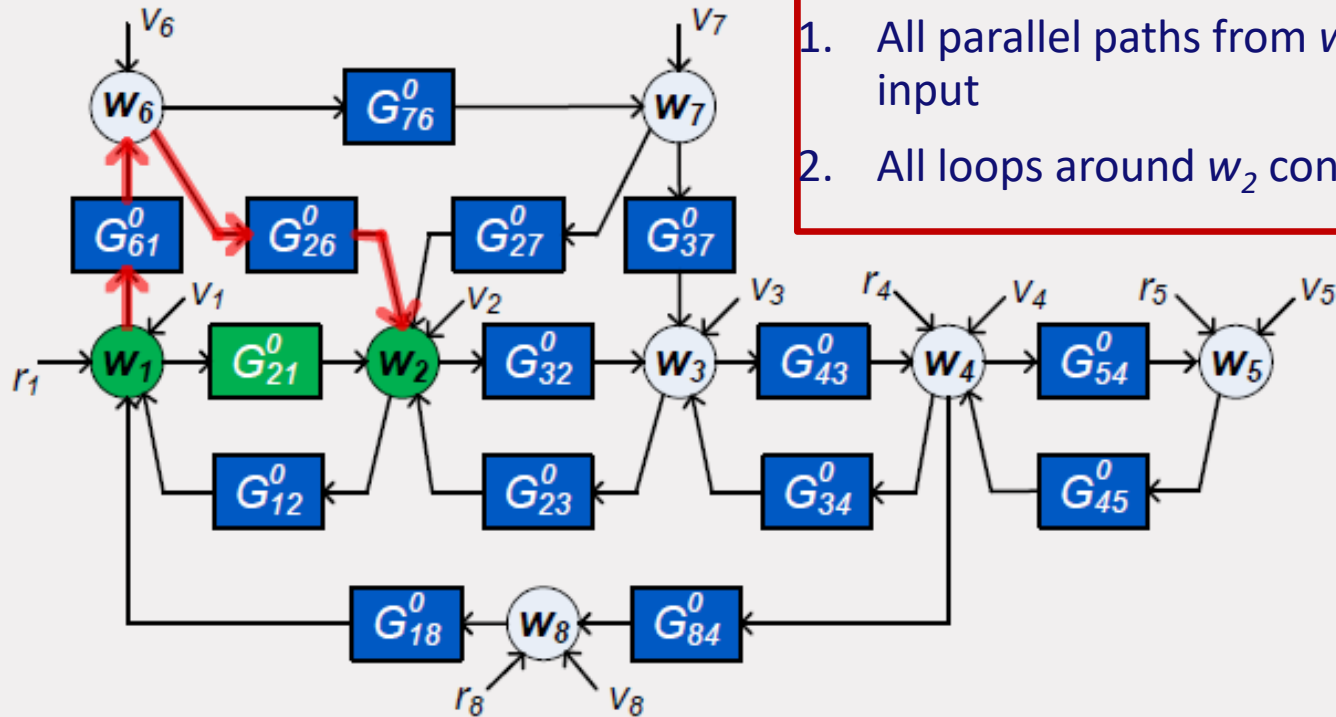 1. All parallel paths from w
input
2. All loops around w₂ con
v₆
v₇
w₆
G⁰₇₆
w₇
G⁰₆₁
G⁰₂₆
G⁰₂₇
G⁰₃₇
v₁
v₂
v₃
r₄
v₄
r₅
v₅
r₁
w₁
G⁰₂₁
w₂
G⁰₃₂
w₃
G⁰₄₃
w₄
G⁰₅₄
w₅
G⁰₁₂
G⁰₂₃
G⁰₃₄
G⁰₄₅
G⁰₁₈
w₈
G⁰₈₄
r₈
v₈